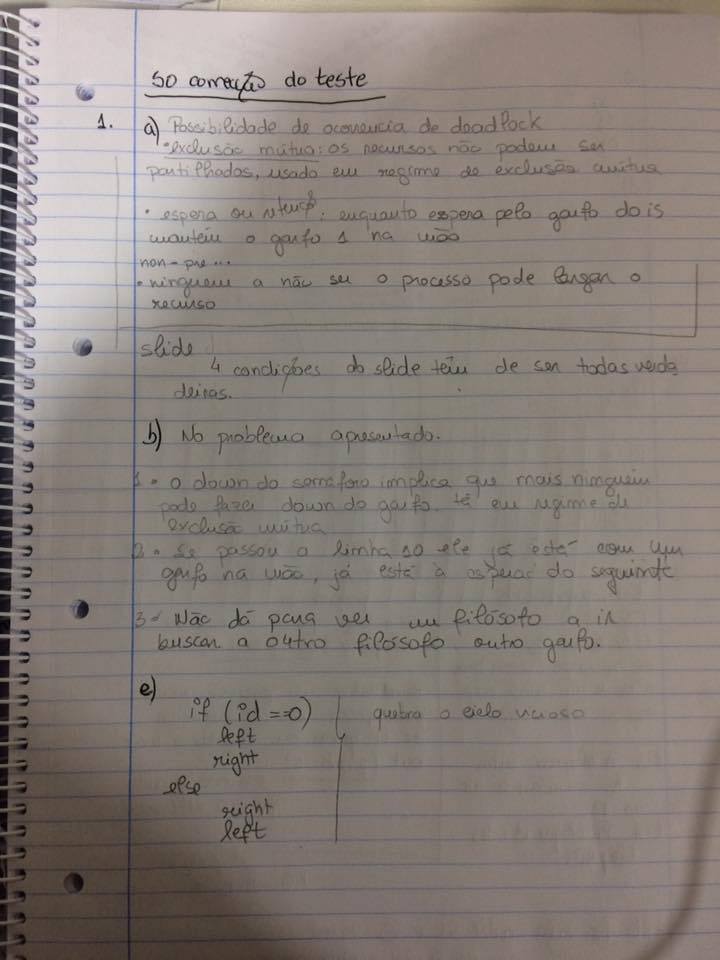 SO correção do teste
1. a) Possibilidade de ocorrencia de deadlock
• exclusão mútua: os recursos não podem ser
partilhados, usado em regime de exclusão mútua
• espera ou retenç: enquanto espera pelo garfo dois
mantém o garfo 1 na mão
non-pre...
• ninguem a não ser o processo pode largar o
recurso
slide
4 condições do slide têm de ser todas verda
deiras.
b) No problema apresentado.
1 • o down do semáforo implica que mais ninguém
pode fazer down do garfo. tá em regime de
exclusão mútua
2 • Se passou a linha 10 ele já está com um
garfo na mão, já está à espera do seguinte
3 • Não dá para ver um filósofo a ir
buscar a outro filósofo outro garfo.
e)
if (id ==0) quebra o ciclo vicioso
left
right
else
right
left